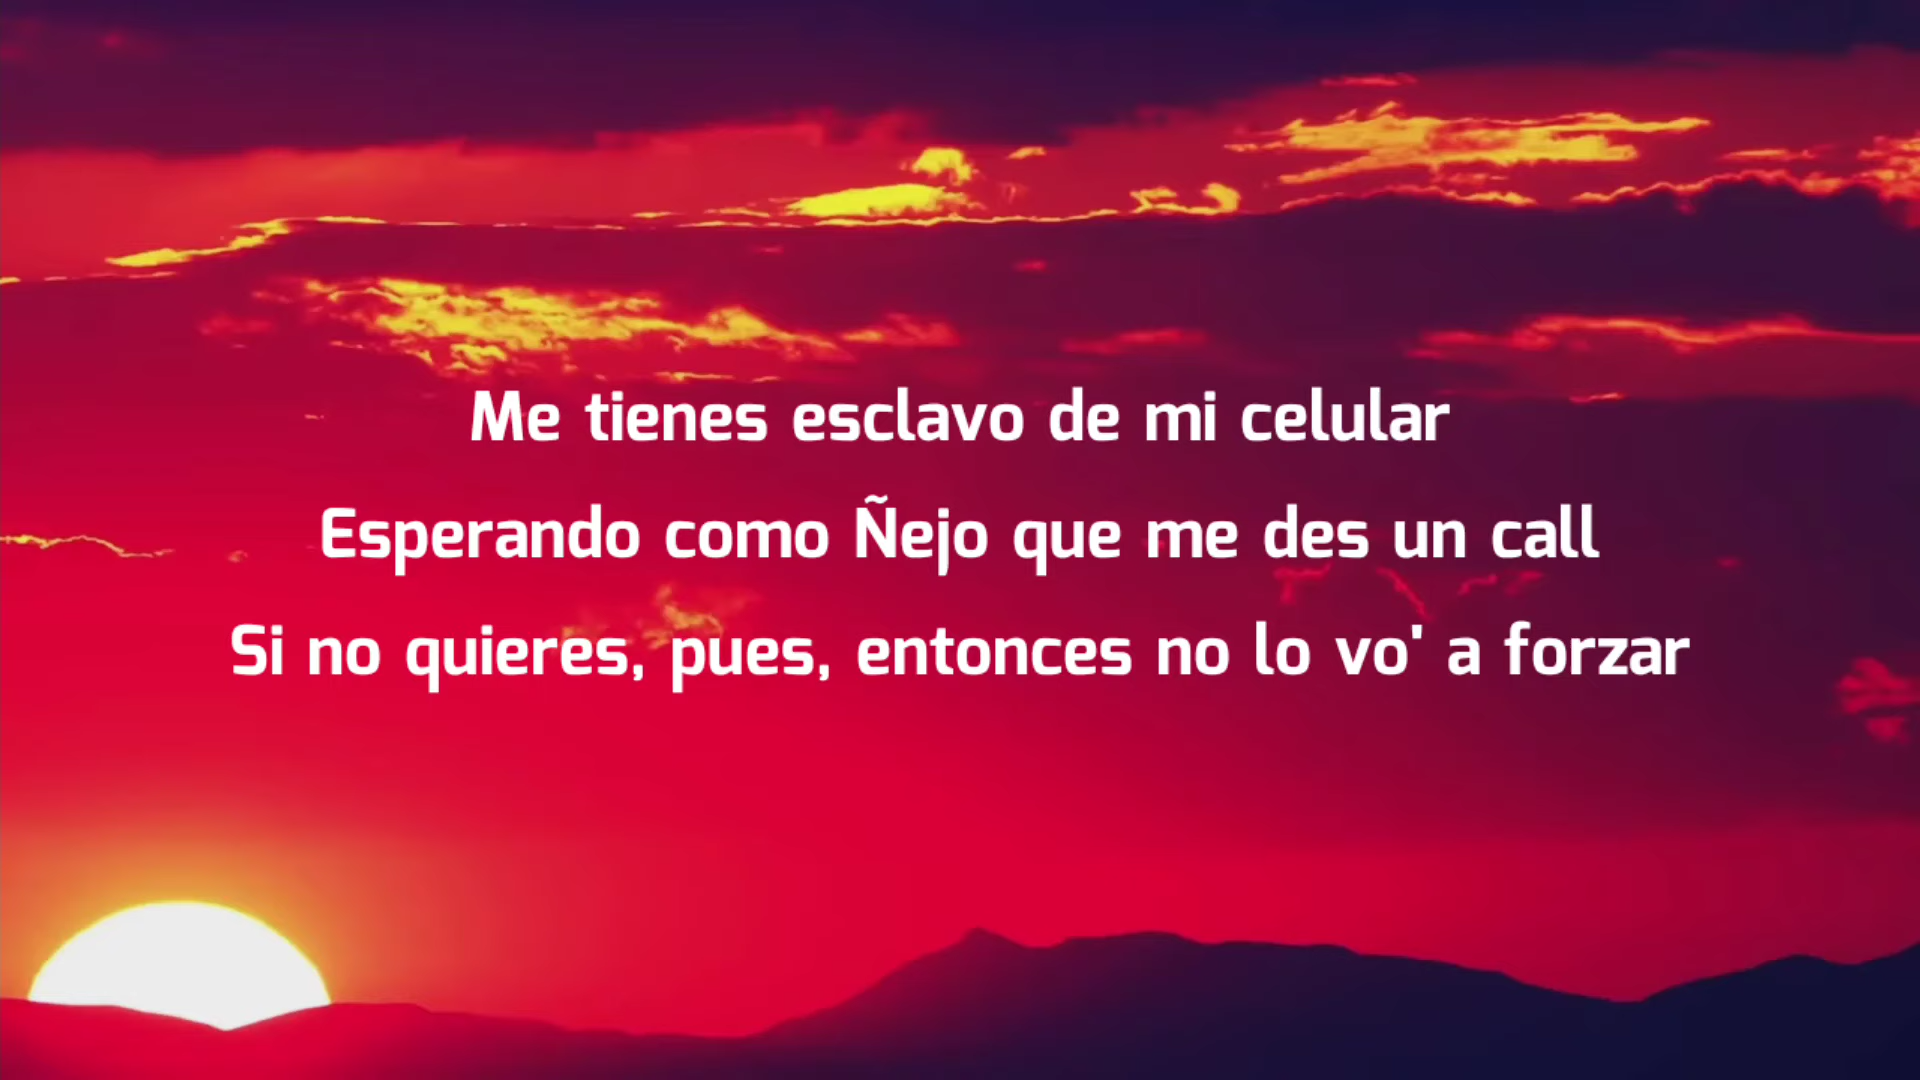 Me tienes esclavo de mi celular
Esperando como Ñejo que me des un call
Si no quieres, pues, entonces no lo vo' a forzar